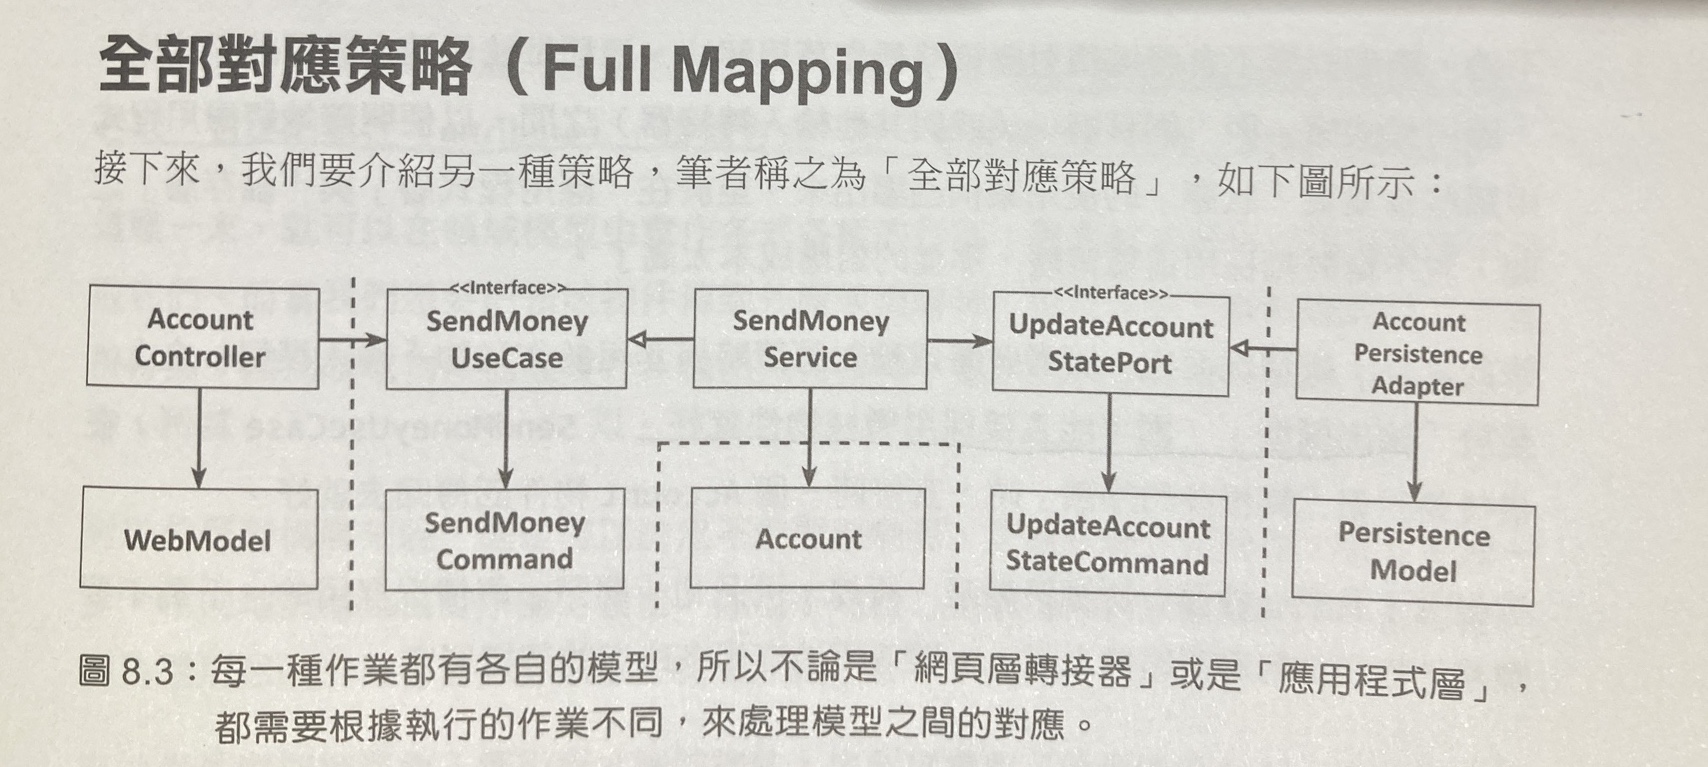 全部對應策略（Full Mapping）
接下來，我們要介紹另一種策略，筆者稱之為「全部對應策略」，如下圖所示：
Account
Controller
<<Interface>>
SendMoney
UseCase
SendMoney
Service
<<Interface>>
UpdateAccount
StatePort
Account
Persistence
Adapter
WebModel
SendMoney
Command
Account
UpdateAccount
StateCommand
Persistence
Model
圖 8.3：每一種作業都有各自的模型，所以不論是「網頁層轉接器」或是「應用程式層」，
都需要根據執行的作業不同，來處理模型之間的對應。